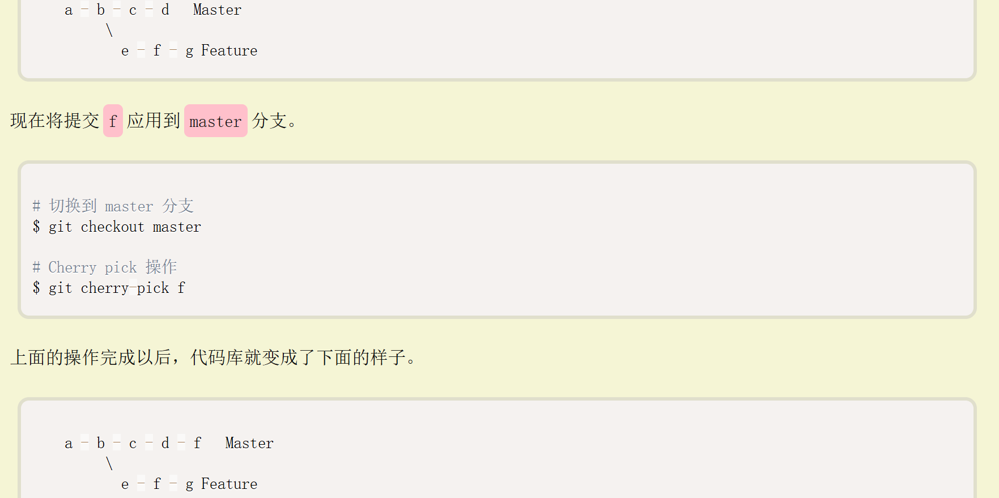 a - b - c - d   Master
\
e - f - g Feature
现在将提交 f 应用到 master 分支。
# 切换到 master 分支
$ git checkout master
# Cherry pick 操作
$ git cherry-pick f
上面的操作完成以后，代码库就变成了下面的样子。
a - b - c - d - f   Master
\
e - f - g Feature